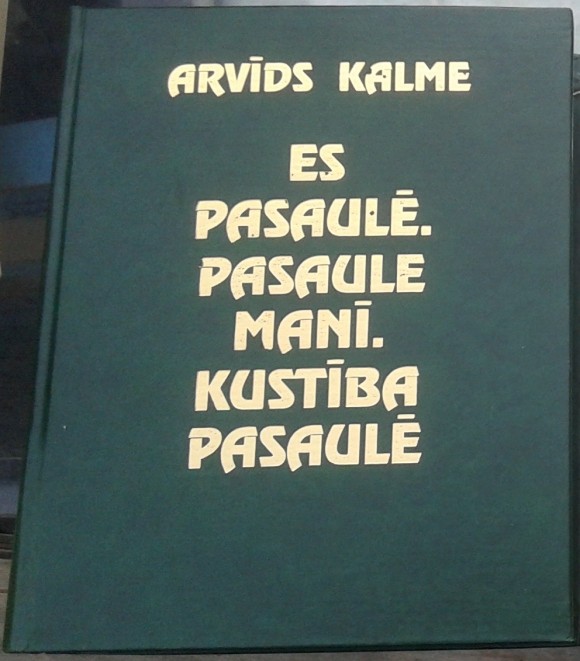 ARVĪDS KALME
ES
PASAULĒ.
PASAULE
MANĪ.
KUSTĪBA
PASAULĒ